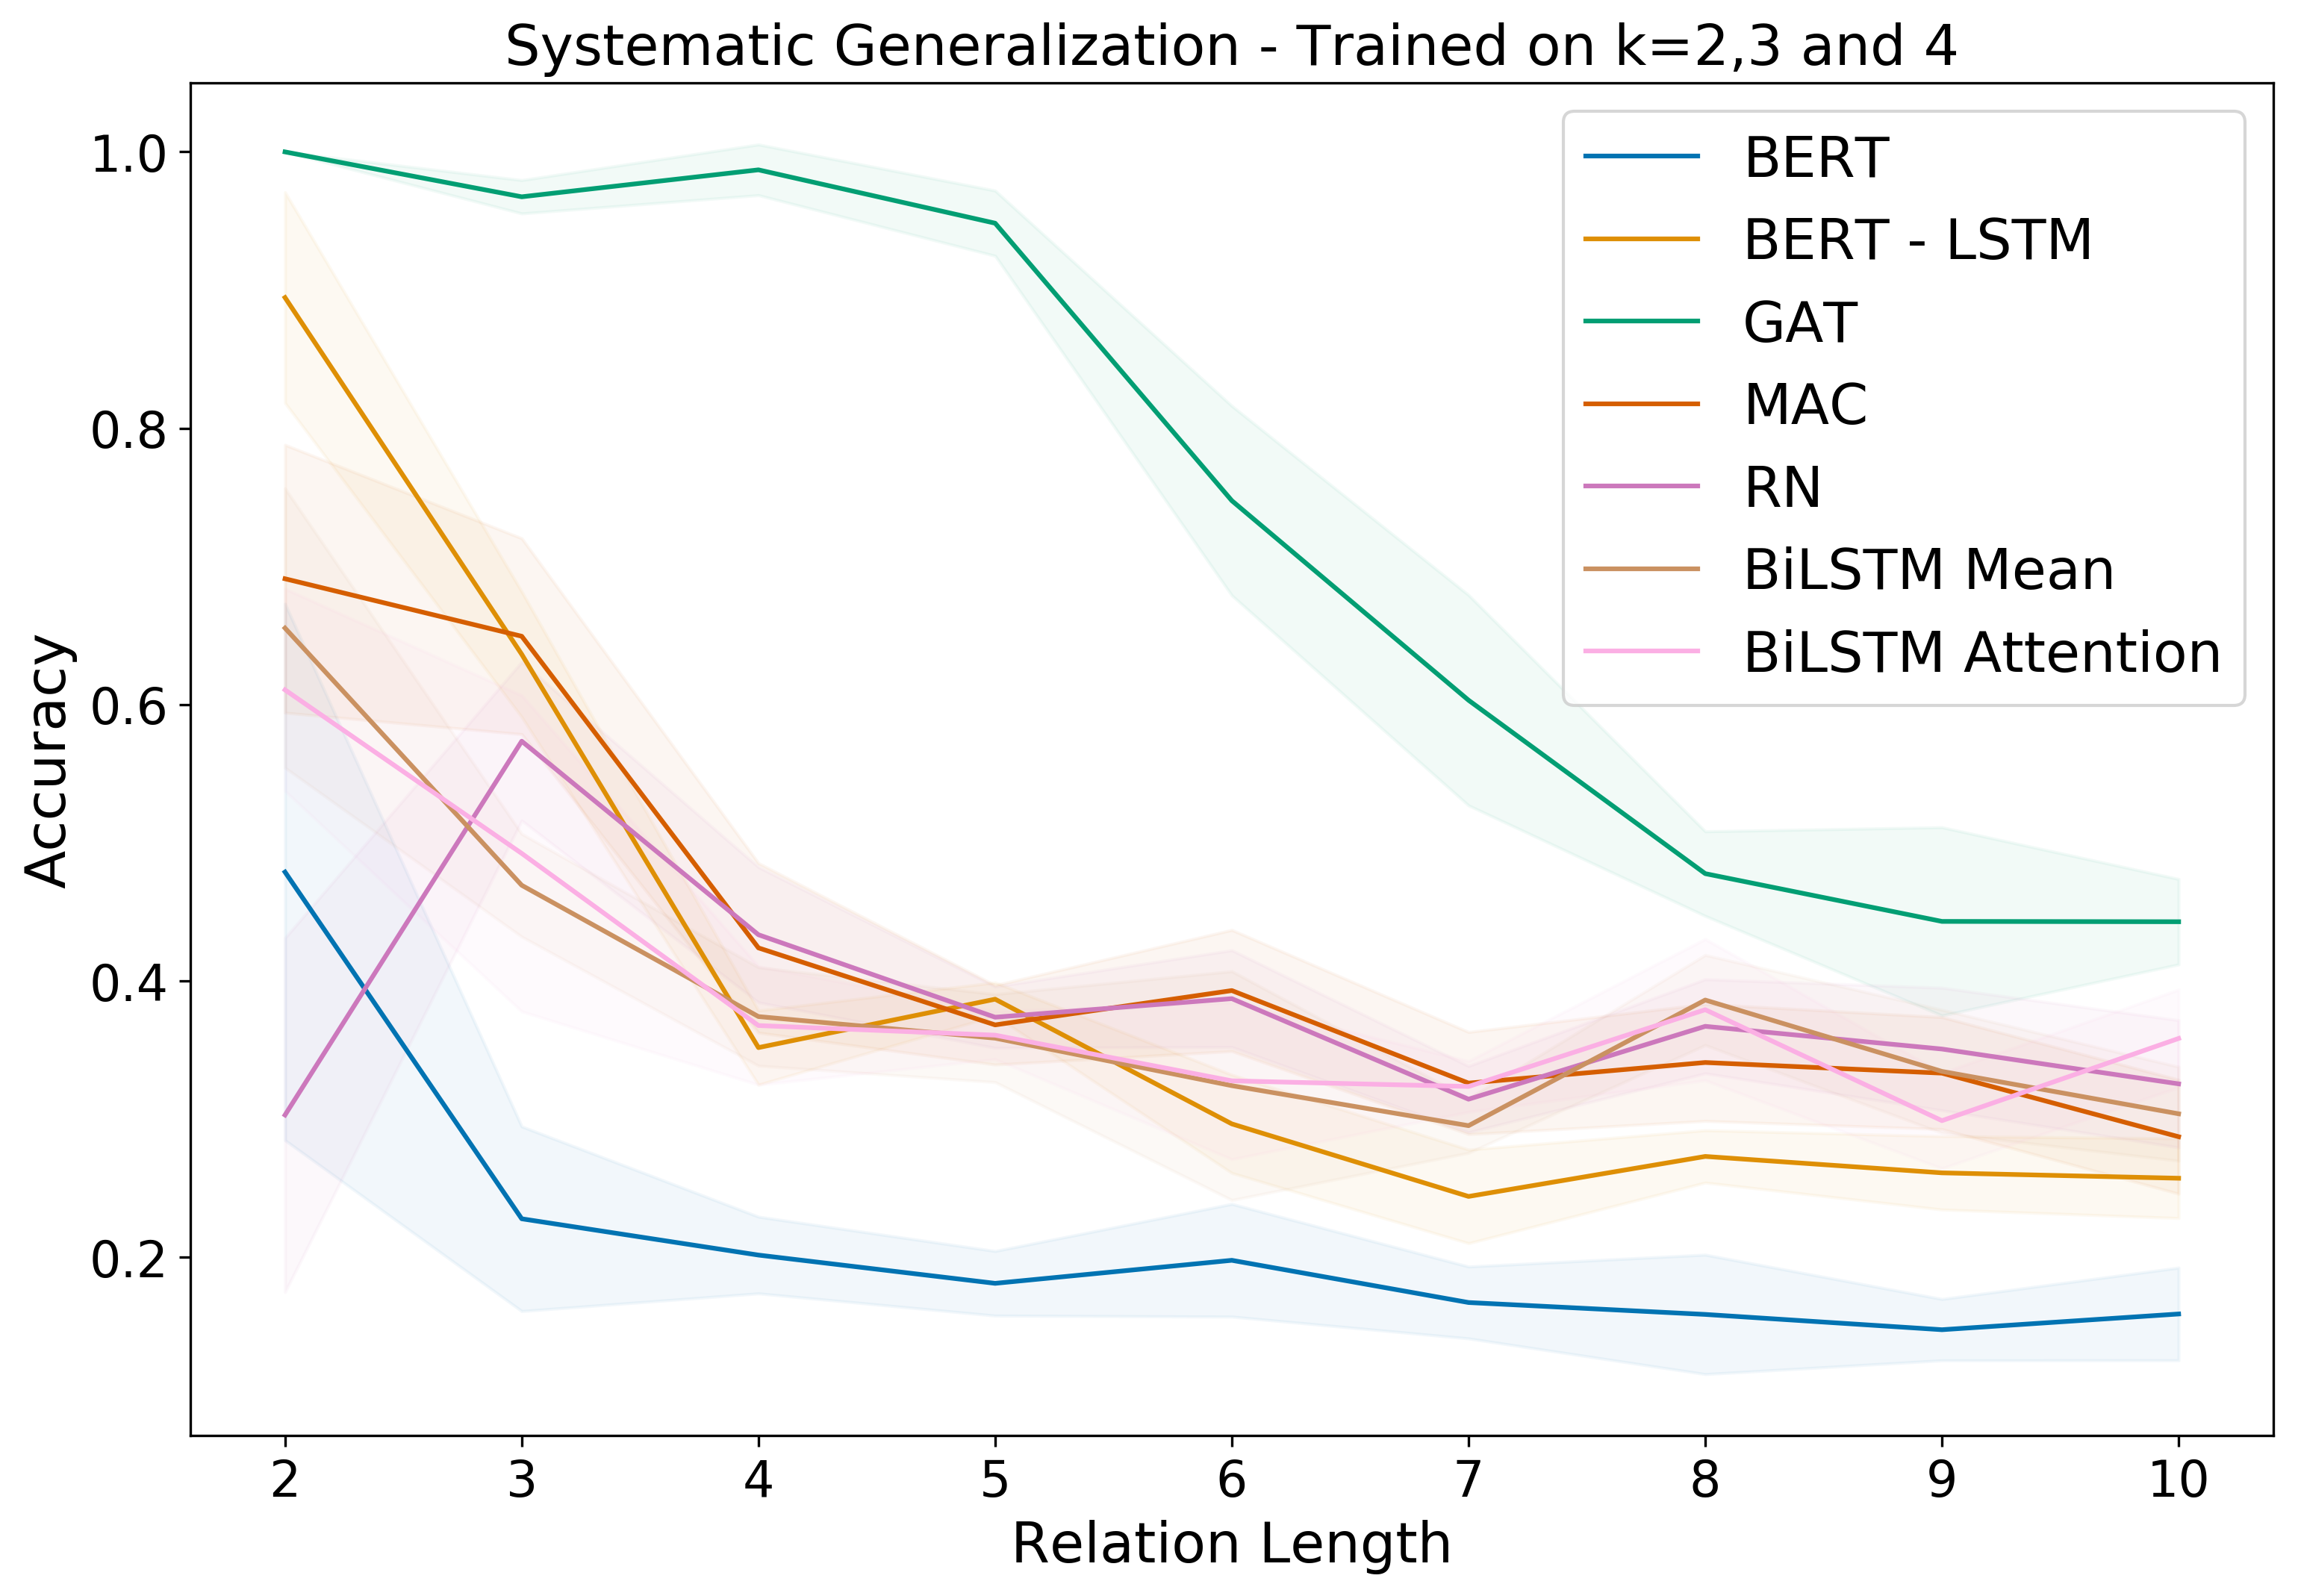 Systematic Generalization - Trained on k=2,3 and 4
1.0
0.8
0.6
0.4
0.2
Accuracy
BERT
BERT - LSTM
GAT
MAC
RN
BiLSTM Mean
BiLSTM Attention
2 3 4 5 6 7 8 9 10
Relation Length